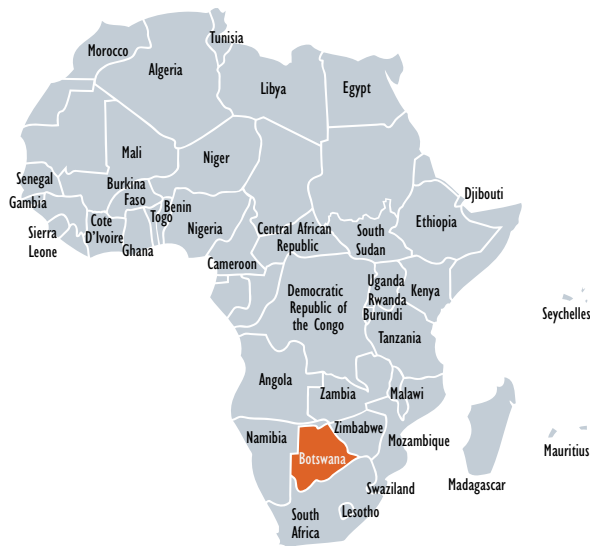 Tunisia
Morocco
Algeria
Libya
Egypt
Mali
Niger
Senegal
Burkina
Faso
Gambia
Benin
Togo
Djibouti
Cote
D'Ivoire
Nigeria
Central African
Republic
South
Sudan
Ethiopia
Sierra
Leone
Ghana
Cameroon
Uganda
Rwanda
Burundi
Kenya
Democratic
Republic of
the Congo
Seychelles
Tanzania
Angola
Zambia
Malawi
Namibia
Zimbabwe
Mozambique
Mauritius
Botswana
Madagascar
Swaziland
South
Africa
Lesotho